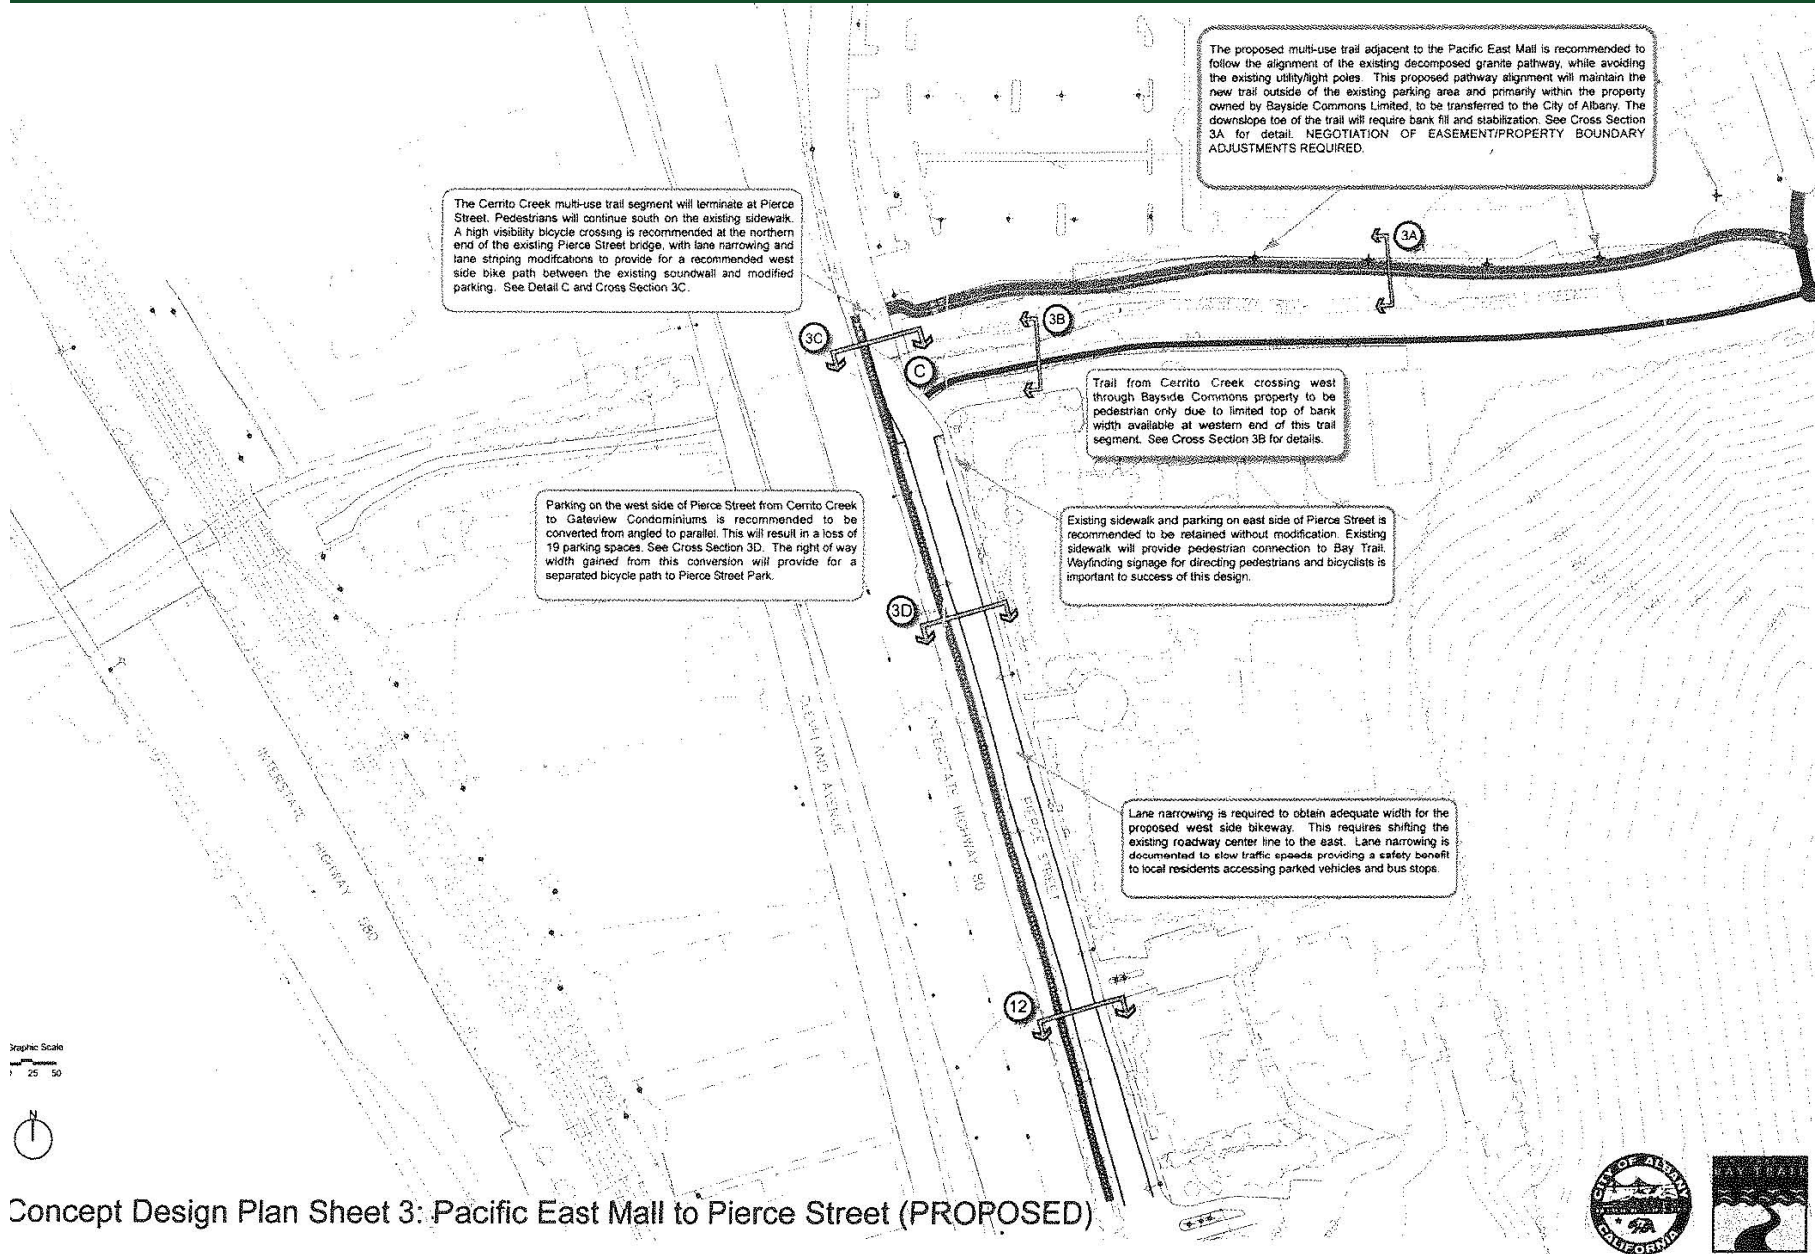 The proposed multi-use trail adjacent to the Pacific East Mall is recommended to
follow the alignment of the existing decomposed granite pathway, while avoiding
the existing utility/light poles. This proposed pathway alignment will maintain the
new trail outside of the existing parking area and primarily within the property
owned by Bayside Commons Limited, to be transferred to the City of Albany. The
downslope toe of the trail will require bank fill and stabilization. See Cross Section
3A for detail. NEGOTIATION OF EASEMENT/PROPERTY BOUNDARY
ADJUSTMENTS REQUIRED.
The Cerrito Creek multi-use trail segment will terminate at Pierce
Street. Pedestrians will continue south on the existing sidewalk.
A high visibility bicycle crossing is recommended at the northern
end of the existing Pierce Street bridge, with lane narrowing and
lane striping modifcations to provide for a recommended west
side bike path between the existing soundwall and modified
parking. See Detail C and Cross Section 3C.
3A
3B
3C
C
Trail from Cerrito Creek crossing west
through Bayside Commons property to be
pedestrian only due to limited top of bank
width available at western end of this trail
segment. See Cross Section 3B for details.
Parking on the west side of Pierce Street from Cerrito Creek
to Gateview Condominiums is recommended to be
converted from angled to parallel. This will result in a loss of
19 parking spaces. See Cross Section 3D. The right of way
width gained from this conversion will provide for a
separated bicycle path to Pierce Street Park.
Existing sidewalk and parking on east side of Pierce Street is
recommended to be retained without modification. Existing
sidewalk will provide pedestrian connection to Bay Trail.
Wayfinding signage for directing pedestrians and bicyclists is
important to success of this design.
3D
INTERSTATE HIGHWAY 580
CLEVELAND AVENUE
INTERSTATE HIGHWAY 80
PIERCE STREET
Lane narrowing is required to obtain adequate width for the
proposed west side bikeway. This requires shifting the
existing roadway center line to the east. Lane narrowing is
documented to slow traffic speeds providing a safety benefit
to local residents accessing parked vehicles and bus stops.
12
Graphic Scale
25 50
N
Concept Design Plan Sheet 3: Pacific East Mall to Pierce Street (PROPOSED)
CITY OF ALBANY
CALIFORNIA
BAY TRAIL